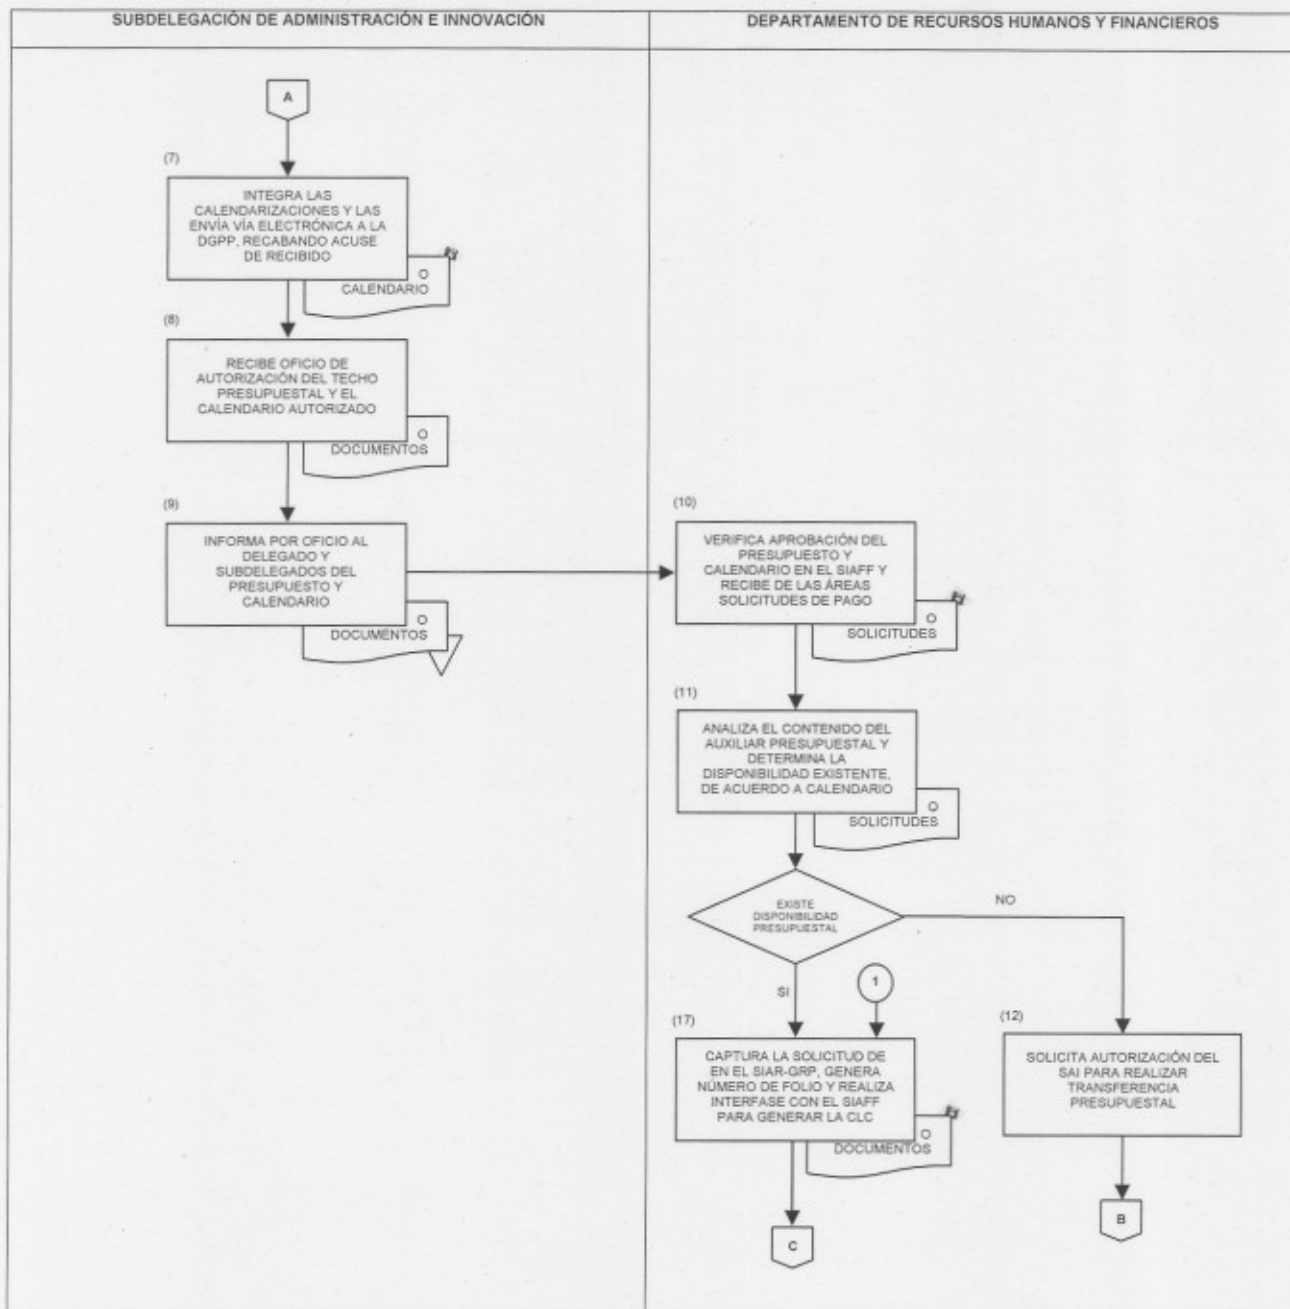 SUBDELEGACIÓN DE ADMINISTRACIÓN E INNOVACIÓN
DEPARTAMENTO DE RECURSOS HUMANOS Y FINANCIEROS
A
(7)
INTEGRA LAS
CALENDARIZACIONES Y LAS
ENVÍA VÍA ELECTRÓNICA A LA
DGPP, RECABANDO ACUSE
DE RECIBIDO
O
CALENDARIO
(8)
RECIBE OFICIO DE
AUTORIZACIÓN DEL TECHO
PRESUPUESTAL Y EL
CALENDARIO AUTORIZADO
O
DOCUMENTOS
(9)
INFORMA POR OFICIO AL
DELEGADO Y
SUBDELEGADOS DEL
PRESUPUESTO Y
CALENDARIO
O
DOCUMENTOS
(10)
VERIFICA APROBACIÓN DEL
PRESUPUESTO Y
CALENDARIO EN EL SIAFF Y
RECIBE DE LAS ÁREAS
SOLICITUDES DE PAGO
O
SOLICITUDES
(11)
ANALIZA EL CONTENIDO DEL
AUXILIAR PRESUPUESTAL Y
DETERMINA LA
DISPONIBILIDAD EXISTENTE,
DE ACUERDO A CALENDARIO
O
SOLICITUDES
EXISTE
DISPONIBILIDAD
PRESUPUESTAL
NO
SI
1
(17)
CAPTURA LA SOLICITUD DE
EN EL SIAR-GRP, GENERA
NÚMERO DE FOLIO Y REALIZA
INTERFASE CON EL SIAFF
PARA GENERAR LA CLC
O
DOCUMENTOS
C
(12)
SOLICITA AUTORIZACIÓN DEL
SAI PARA REALIZAR
TRANSFERENCIA
PRESUPUESTAL
B